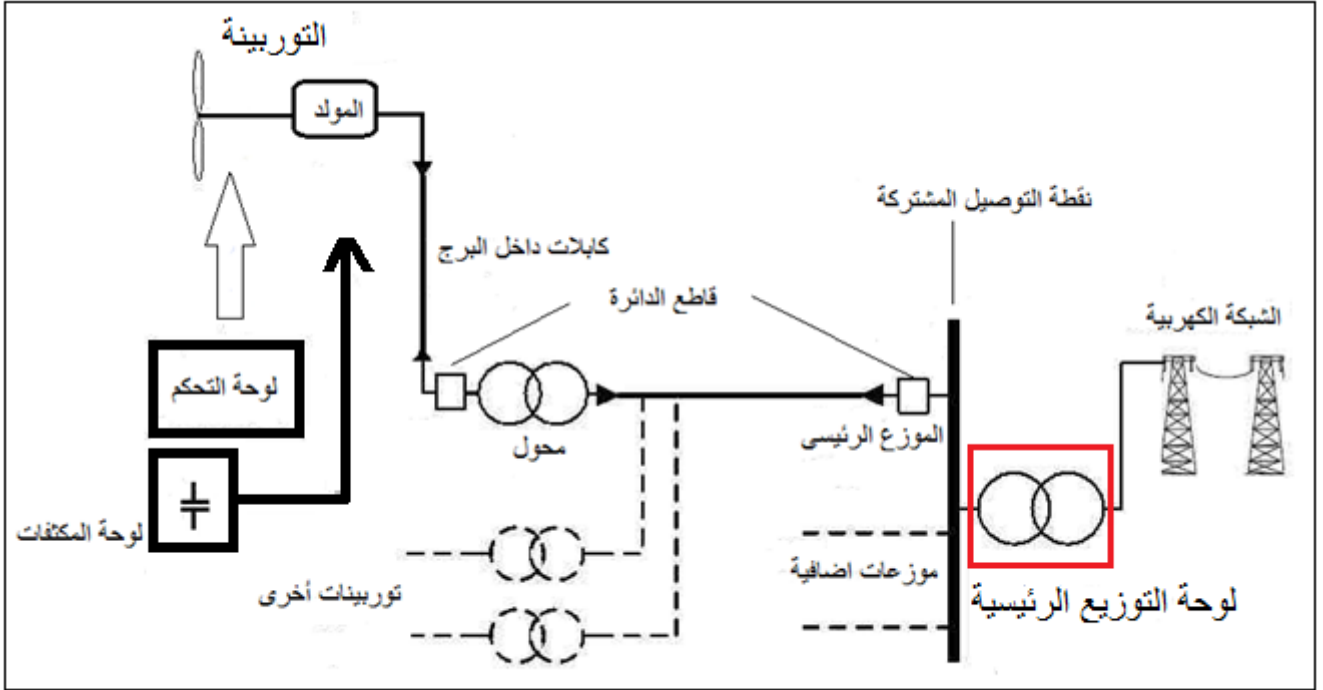 التوربينة
المولد
نقطة التوصيل المشتركة
كابلات داخل البرج
قاطع الدائرة
الشبكة الكهربية
لوحة التحكم
الموزع الرئيسى
محول
لوحة المكثفات
موزعات اضافية
توربينات أخرى
لوحة التوزيع الرئيسية